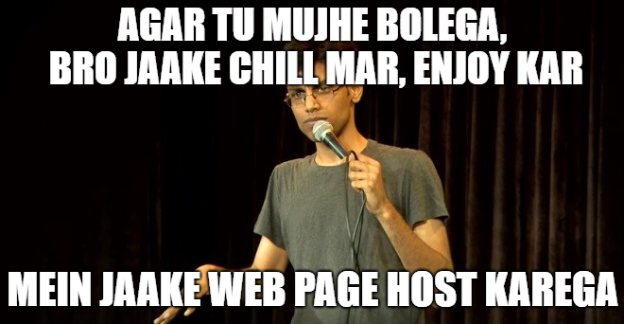 AGAR TU MUJHE BOLEGA,
BRO JAAKE CHILL MAR, ENJOY KAR
MEIN JAAKE WEB PAGE HOST KAREGA